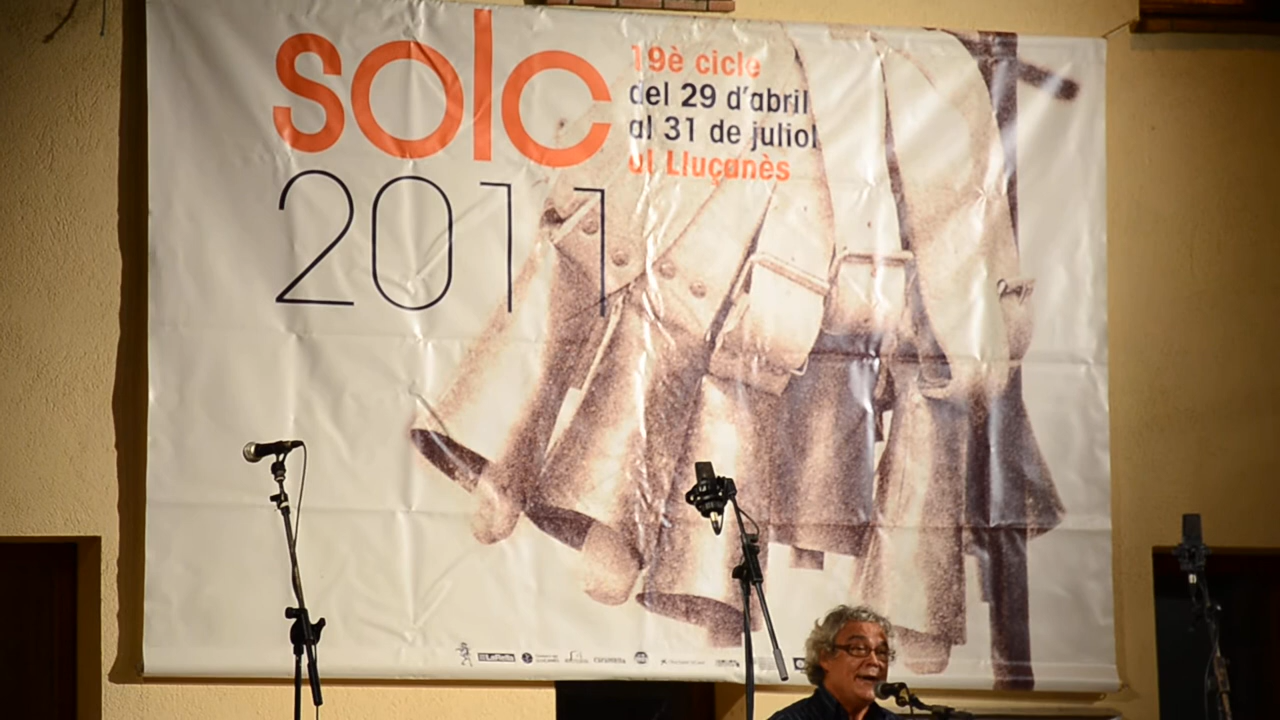 solc
2011
19è cicle
del 29 d'abril
al 31 de juliol
al Lluçanès